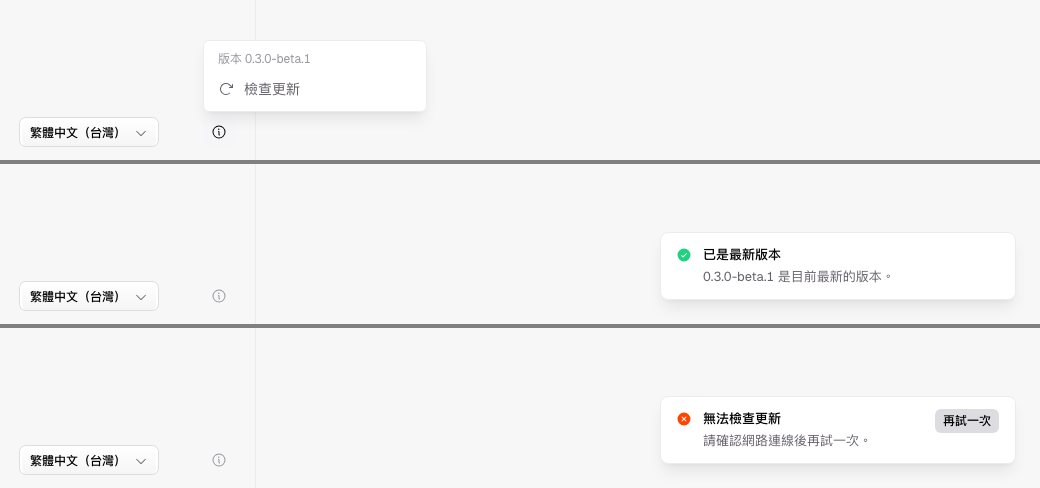 版本 0.3.0-beta.1
檢查更新
繁體中文（台灣）
已是最新版本
0.3.0-beta.1 是目前最新的版本。
繁體中文（台灣）
無法檢查更新
再試一次
請確認網路連線後再試一次。
繁體中文（台灣）